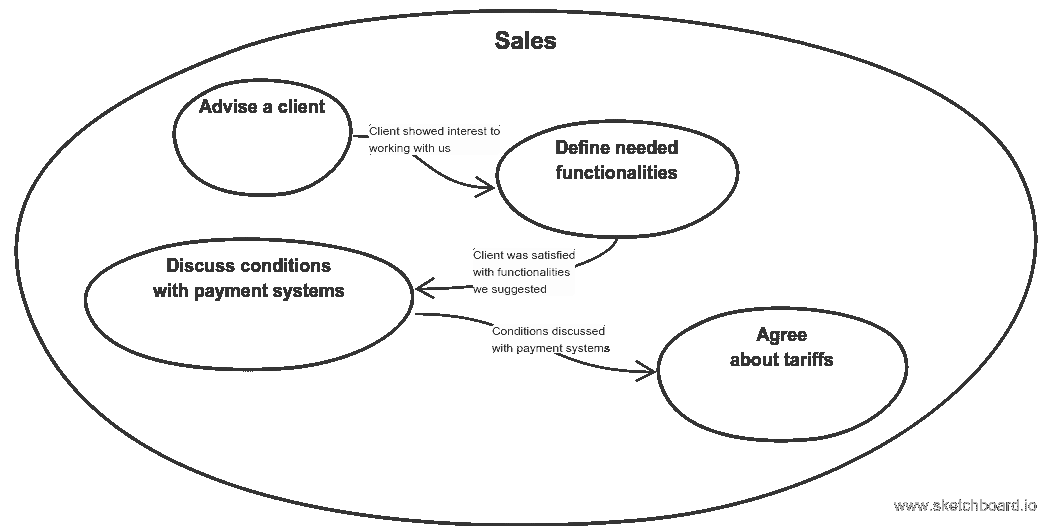 Sales
Advise a client
Client showed interest to
working with us
Define needed
functionalities
Client was satisfied
with functionalities
we suggested
Discuss conditions
with payment systems
Conditions discussed
with payment systems
Agree
about tariffs
www.sketchboard.io